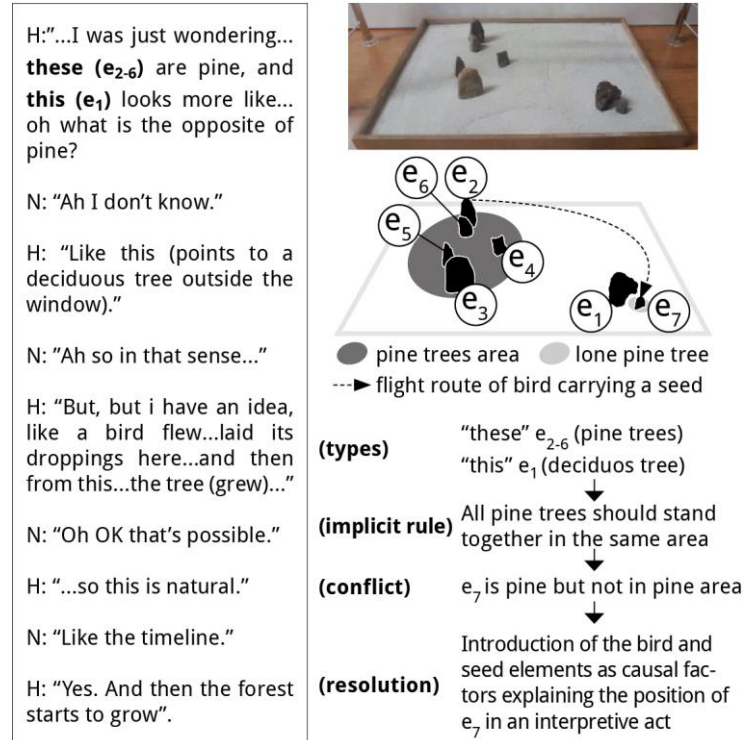 H:”...I was just wondering...
these (e2-6) are pine, and
this (e1) looks more like...
oh what is the opposite of
pine?
N: “Ah I don’t know.”
H: “Like this (points to a
deciduous tree outside the
window).”
N: “Ah so in that sense...”
H: “But, but i have an idea,
like a bird flew...laid its
droppings here...and then
from this...the tree (grew)...”
N: “Oh OK that’s possible.”
H: “...so this is natural.”
N: “Like the timeline.”
H: “Yes. And then the forest
starts to grow”.
e6
e2
e5
e4
e3
e1
e7
pine trees area
lone pine tree
flight route of bird carrying a seed
(types)
“these” e2-6 (pine trees)
“this” e1 (deciduos tree)
(implicit rule)
All pine trees should stand
together in the same area
(conflict)
e7 is pine but not in pine area
(resolution)
Introduction of the bird and
seed elements as causal fac-
tors explaining the position of
e7 in an interpretive act